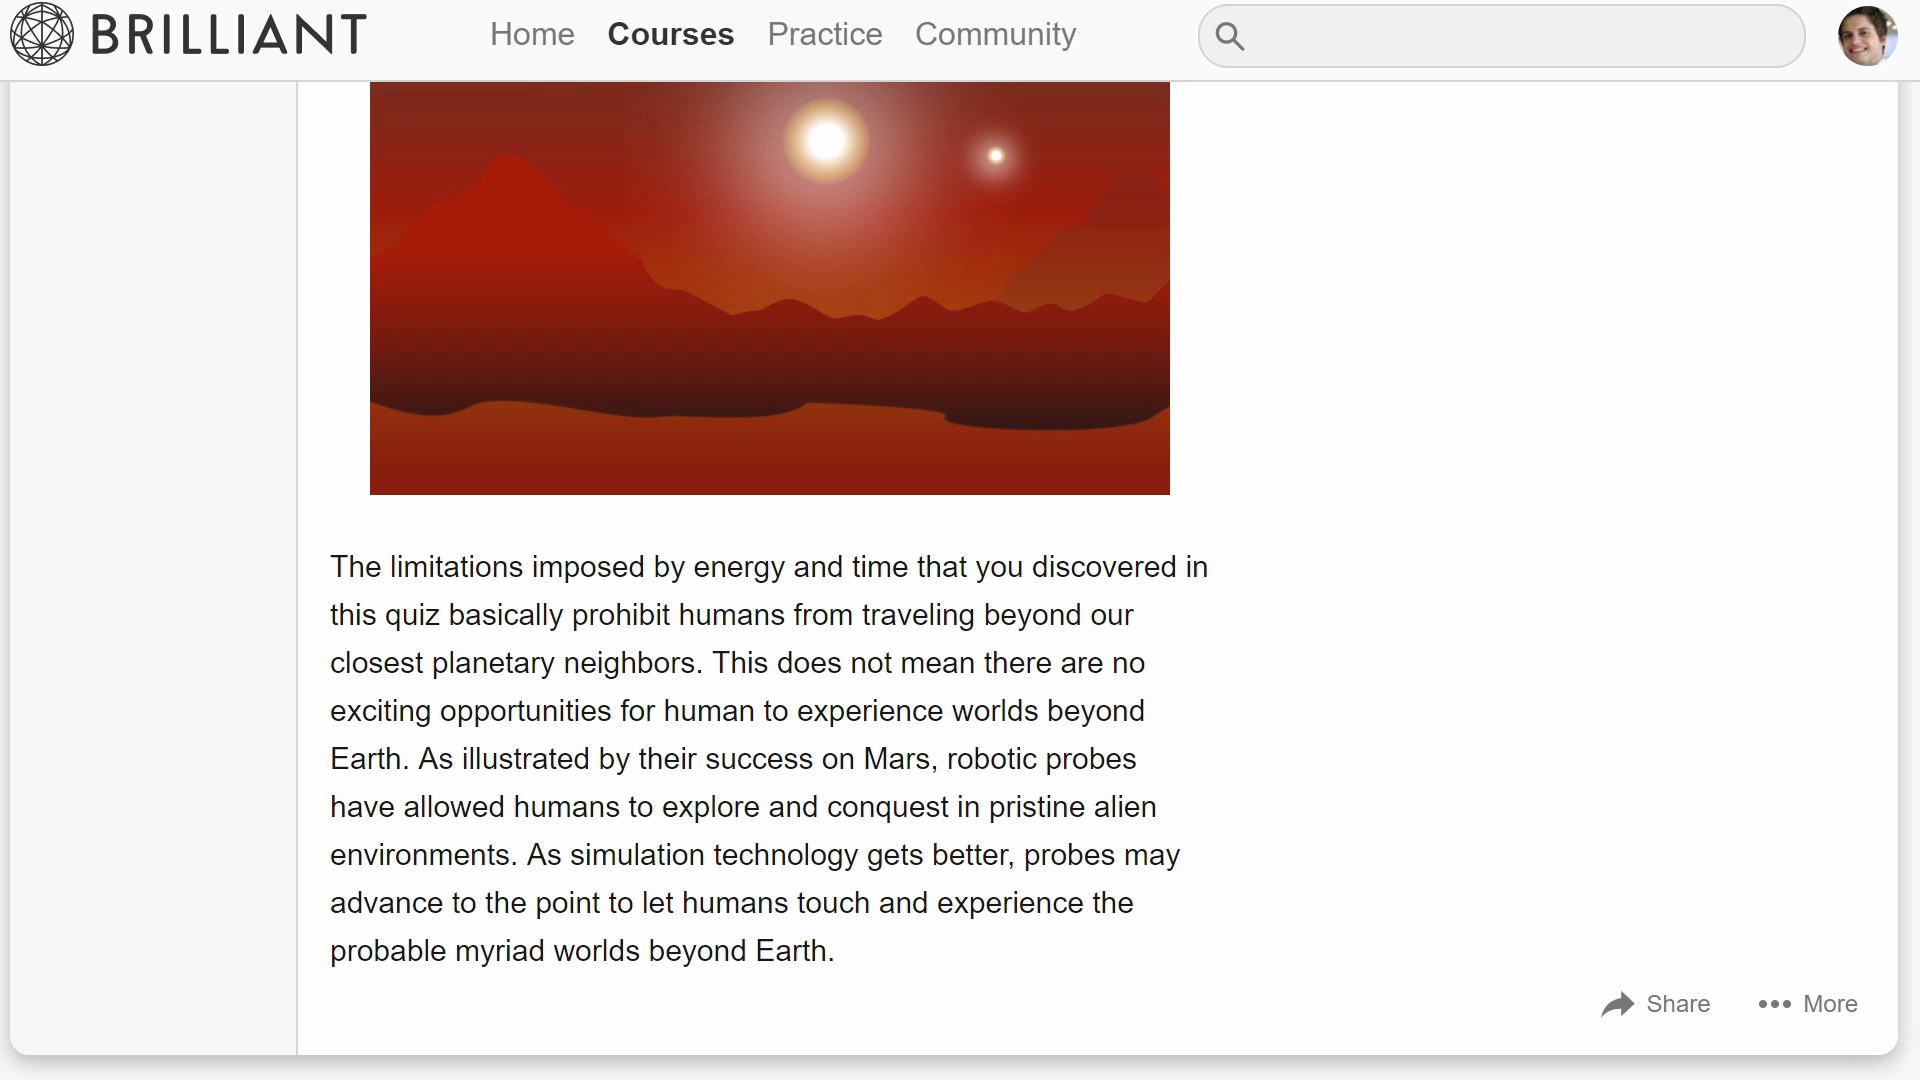 BRILLIANT
Home Courses Practice Community
The limitations imposed by energy and time that you discovered in
this quiz basically prohibit humans from traveling beyond our
closest planetary neighbors. This does not mean there are no
exciting opportunities for human to experience worlds beyond
Earth. As illustrated by their success on Mars, robotic probes
have allowed humans to explore and conquest in pristine alien
environments. As simulation technology gets better, probes may
advance to the point to let humans touch and experience the
probable myriad worlds beyond Earth.
Share More